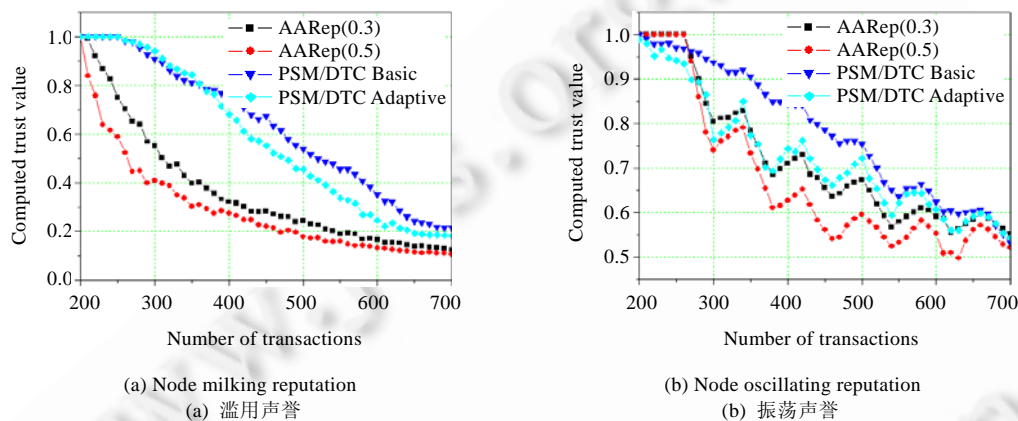 AARep(0.3)
AARep(0.5)
PSM/DTC Basic
PSM/DTC Adaptive
Computed trust value
1.0
0.8
0.6
0.4
0.2
0.0
200 300 400 500 600 700
Number of transactions
(a) Node milking reputation
(a) 滥用声誉
AARep(0.3)
AARep(0.5)
PSM/DTC Basic
PSM/DTC Adaptive
Computed trust value
1.0
0.9
0.8
0.7
0.6
0.5
200 300 400 500 600 700
Number of transactions
(b) Node oscillating reputation
(b) 振荡声誉